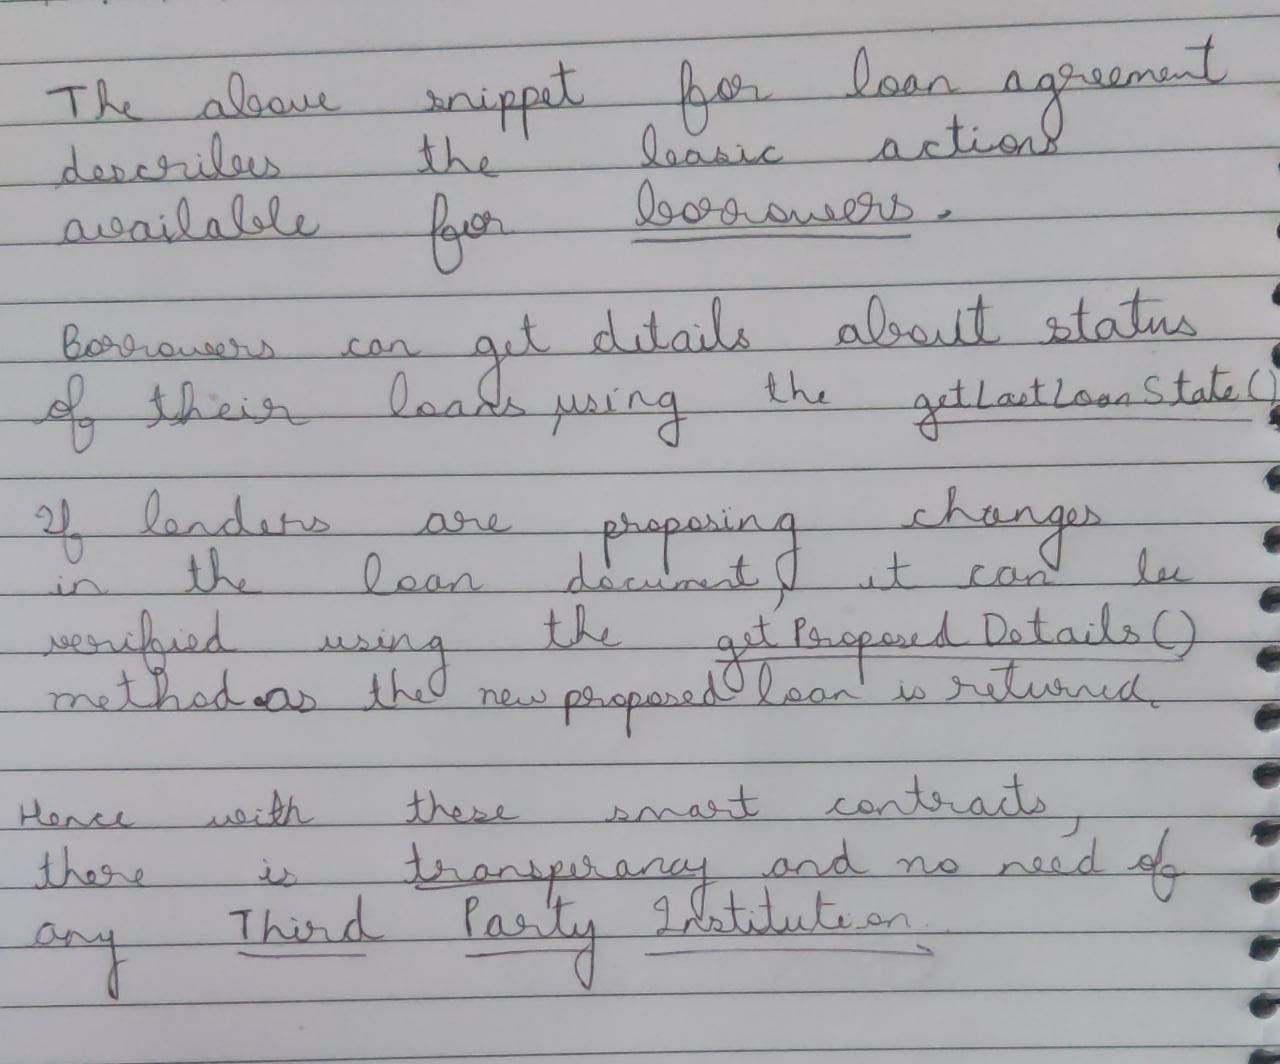 The above snippet for loan agreement
describes the basic actions
available for borrowers.
Borrowers can get details about status
of their loans, using the getLastLoanState()
If lenders are proposing changes
in the loan document, it can be
verified using the getProposedDetails()
method as the new proposed loan is returned.
Hence with these smart contracts,
there is transperancy and no need of
any Third Party Institution.